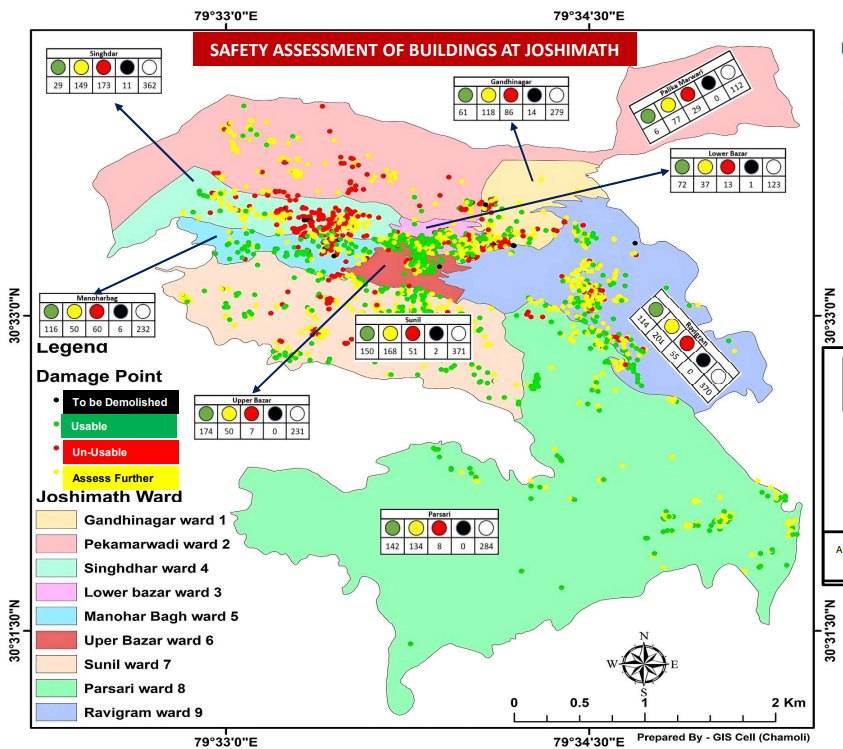 79°33'0"E 79°34'30"E
SAFETY ASSESSMENT OF BUILDINGS AT JOSHIMATH
Singhdar
29 149 173 11 362
Gandhinagar
61 118 86 14 279
Palika Marwari
6 77 29 0 112
Lower Bazar
72 37 13 1 123
Manoharbag
116 50 60 6 232
30°33'0"N 30°33'0"N
Sunil
150 168 51 2 371
Ravigram
114 201 55 0 370
Upper Bazar
174 50 7 0 231
Legend
Damage Point
To be Demolished
Usable
Un-Usable
Assess Further
Joshimath Ward
Gandhinagar ward 1
Pekamarwadi ward 2
Singhdhar ward 4
Lower bazar ward 3
Manohar Bagh ward 5
Uper Bazar ward 6
Sunil ward 7
Parsari ward 8
Ravigram ward 9
Parsari
142 134 8 0 284
A
30°31'30"N 30°31'30"N
N
W E
S
0 0.5 1 2 Km
Prepared By - GIS Cell (Chamoli)
79°33'0"E 79°34'30"E